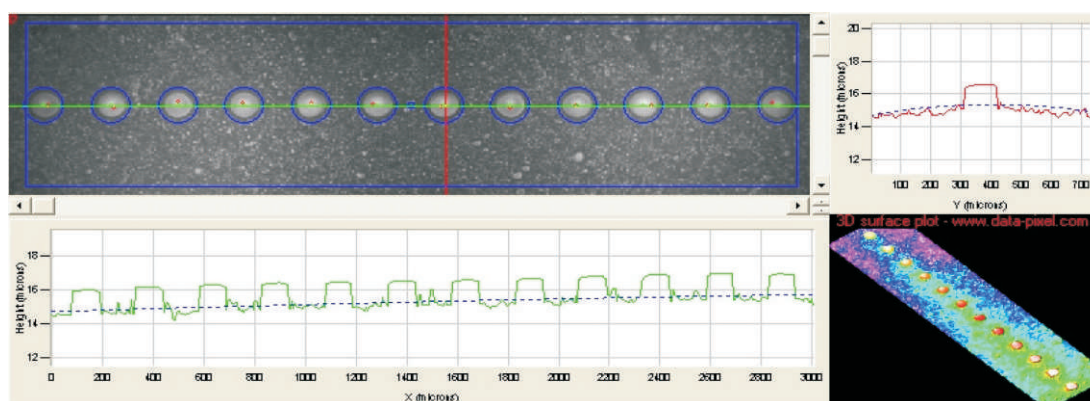 20
18
16
14
12
Height (microns)
100 200 300 400 500 600 700
Y (microns)
3D surface plot - www.data-pixel.com
18
16
14
12
Height (microns)
0 200 400 600 800 1000 1200 1400 1600 1800 2000 2200 2400 2600 2800 3000
X (microns)